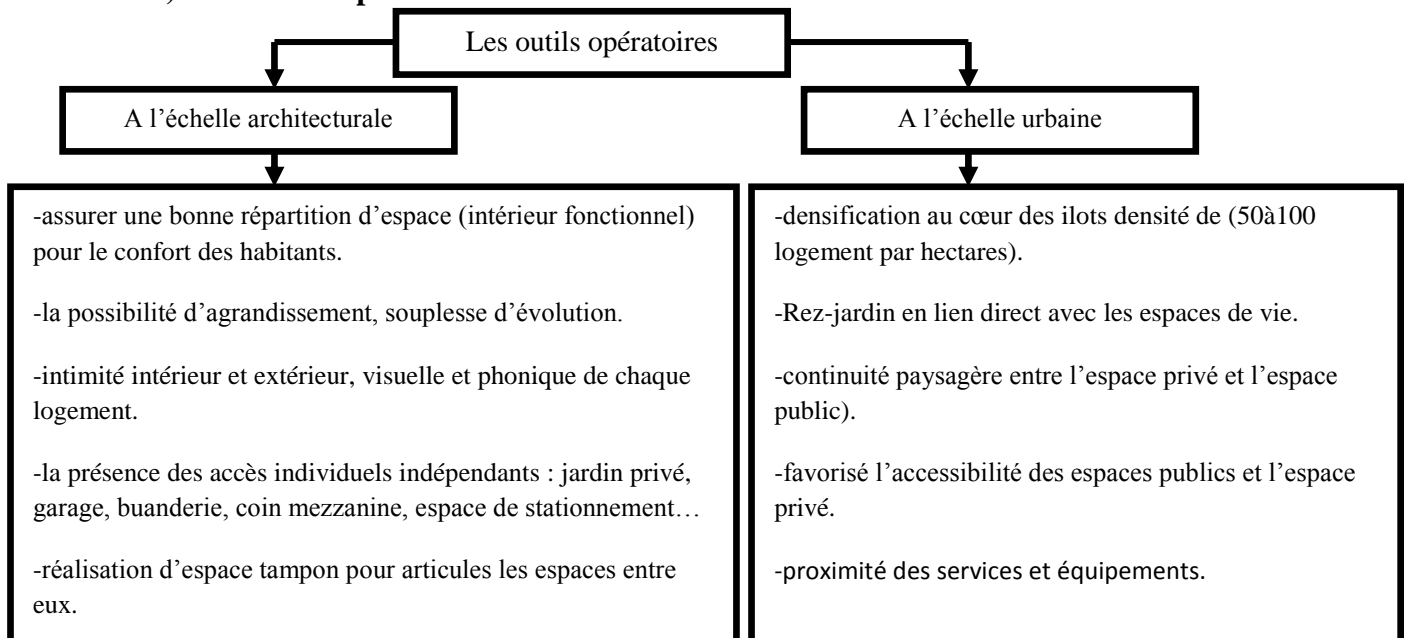 Les outils opératoires
A l’échelle architecturale
A l’échelle urbaine
-assurer une bonne répartition d’espace (intérieur fonctionnel)
pour le confort des habitants.
-la possibilité d’agrandissement, souplesse d’évolution.
-intimité intérieur et extérieur, visuelle et phonique de chaque
logement.
-la présence des accès individuels indépendants : jardin privé,
garage, buanderie, coin mezzanine, espace de stationnement…
-réalisation d’espace tampon pour articules les espaces entre
eux.
-densification au cœur des ilots densité de (50à100
logement par hectares).
-Rez-jardin en lien direct avec les espaces de vie.
-continuité paysagère entre l’espace privé et l’espace
public).
-favorisé l’accessibilité des espaces publics et l’espace
privé.
-proximité des services et équipements.